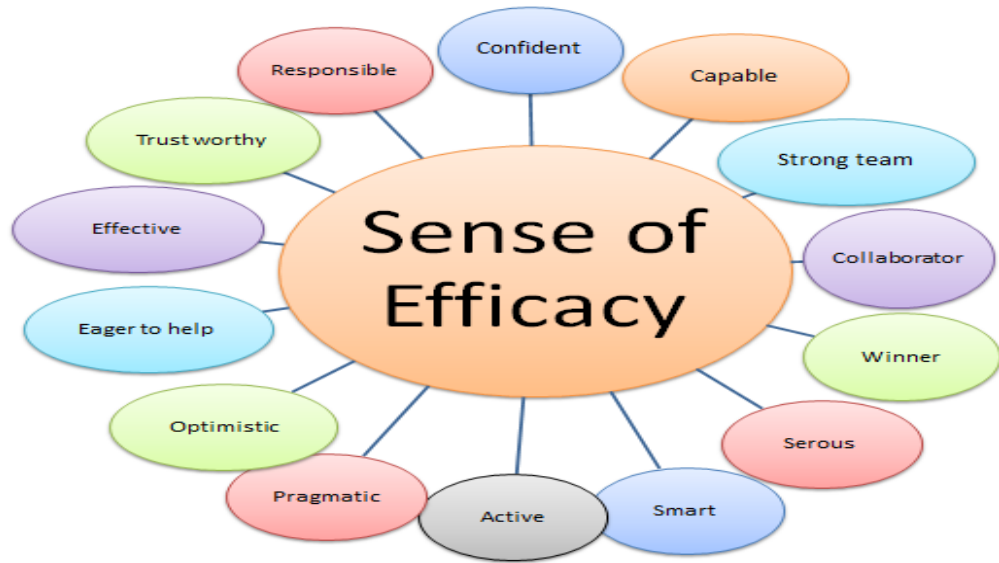 Confident
Responsible
Capable
Trust worthy
Strong team
Effective
Sense of
Efficacy
Collaborator
Eager to help
Winner
Optimistic
Serous
Pragmatic
Active
Smart